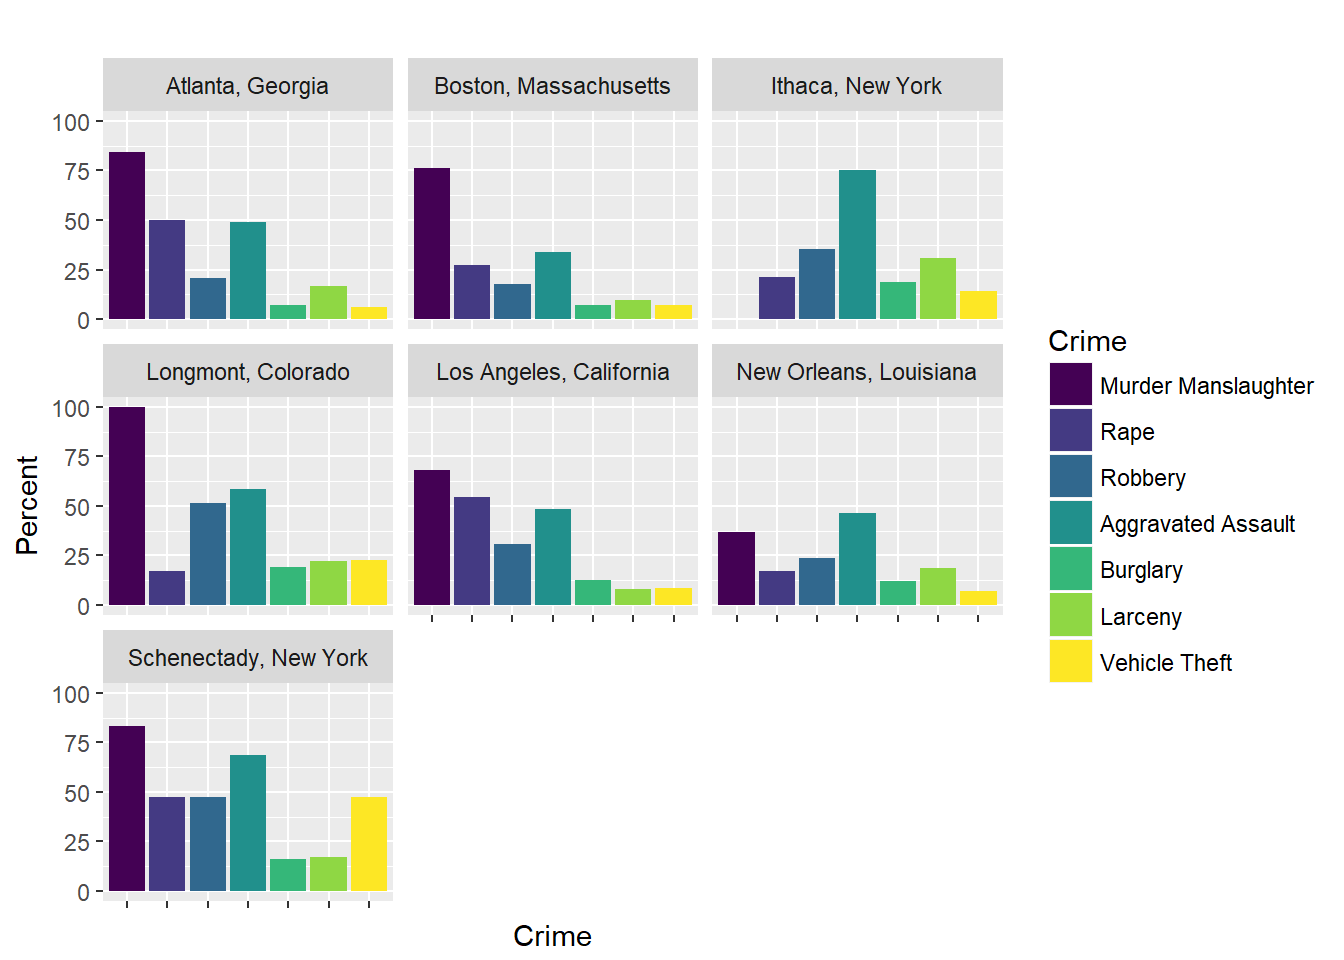 Atlanta, Georgia
Boston, Massachusetts
Ithaca, New York
100
75
50
25
0
Longmont, Colorado
Los Angeles, California
New Orleans, Louisiana
100
75
50
25
0
Schenectady, New York
100
75
50
25
0
Percent
Crime
Crime
Murder Manslaughter
Rape
Robbery
Aggravated Assault
Burglary
Larceny
Vehicle Theft